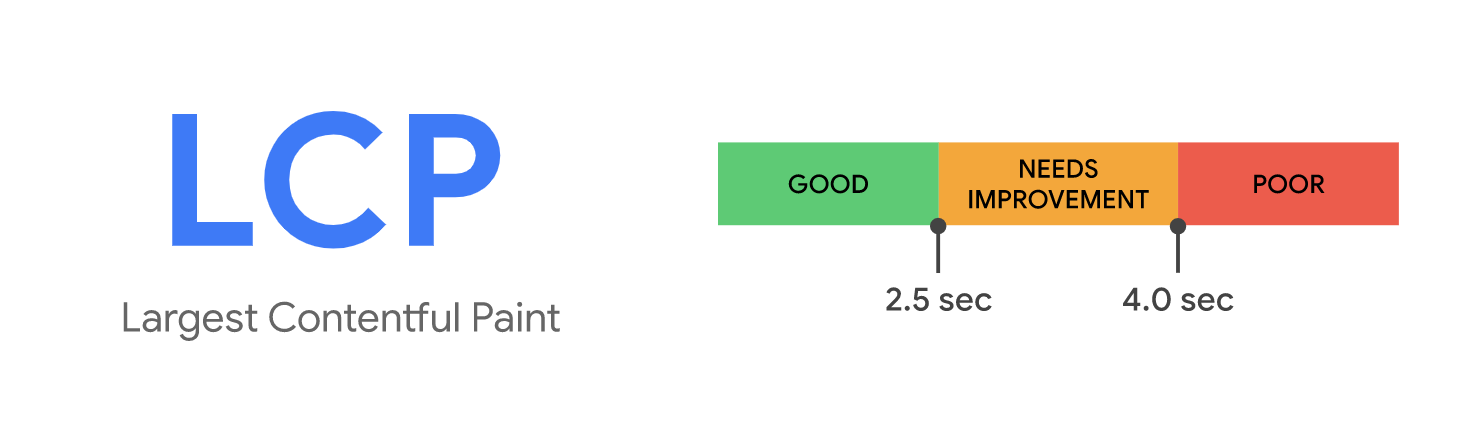 LCP
Largest Contentful Paint
GOOD
NEEDS
IMPROVEMENT
POOR
2.5 sec
4.0 sec